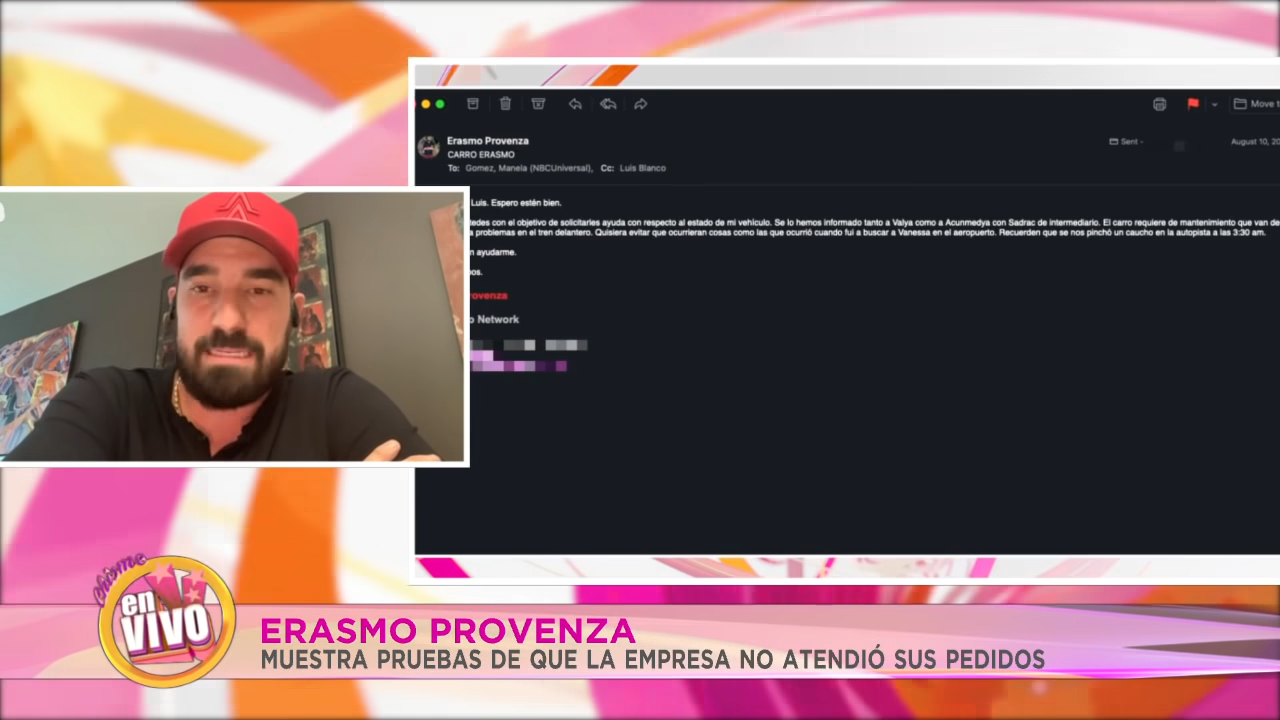 Move t
Erasmo Provenza
CARRO ERASMO
Sent -
August 10, 20
To: Gomez, Manela (NBCUniversal), Cc: Luis Blanco
Luis. Espero estén bien.
edes con el objetivo de solicitarles ayuda con respecto al estado de mi vehículo. Se lo hemos informado tanto a Valya como a Acunmedya con Sadrac de intermediario. El carro requiere de mantenimiento que van de
a problemas en el tren delantero. Quisiera evitar que ocurrieran cosas como las que ocurrió cuando fui a buscar a Vanessa en el aeropuerto. Recuerden que se nos pinchó un caucho en la autopista a las 3:30 am.
n ayudarme.
os.
rovenza
o Network
chisme
en
VIVO
ERASMO PROVENZA
MUESTRA PRUEBAS DE QUE LA EMPRESA NO ATENDIÓ SUS PEDIDOS